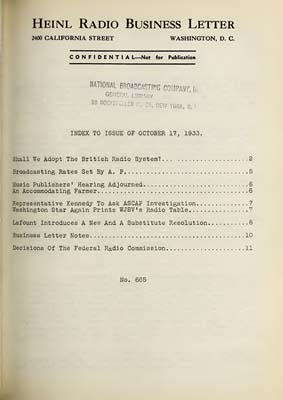 HEINL RADIO BUSINESS LETTER
2400 CALIFORNIA STREET WASHINGTON, D. C.
CONFIDENTIAL—Not for Publication
NATIONAL BROADCASTING COMPANY,
GENERAL LIBRARY
NEW YORK,
INDEX TO ISSUE OF OCTOBER 17, 1933.
Shall We Adopt The British Radio System?.......................2
Broadcasting Rates Set By A. P.................................5
Music Publishers' Hearing Adjourned............................6
An Accommodating Farmer........................................6
Representative Kennedy To Ask ASCAP Investigation..............7
Washington Star Again Prints WJSV's Radio Table................7
Lafount Introduces A New And A Substitute Resolution...........8
Business Letter Notes.........................................10
Decisions Of The Federal Radio Commission.....................11
No. 665